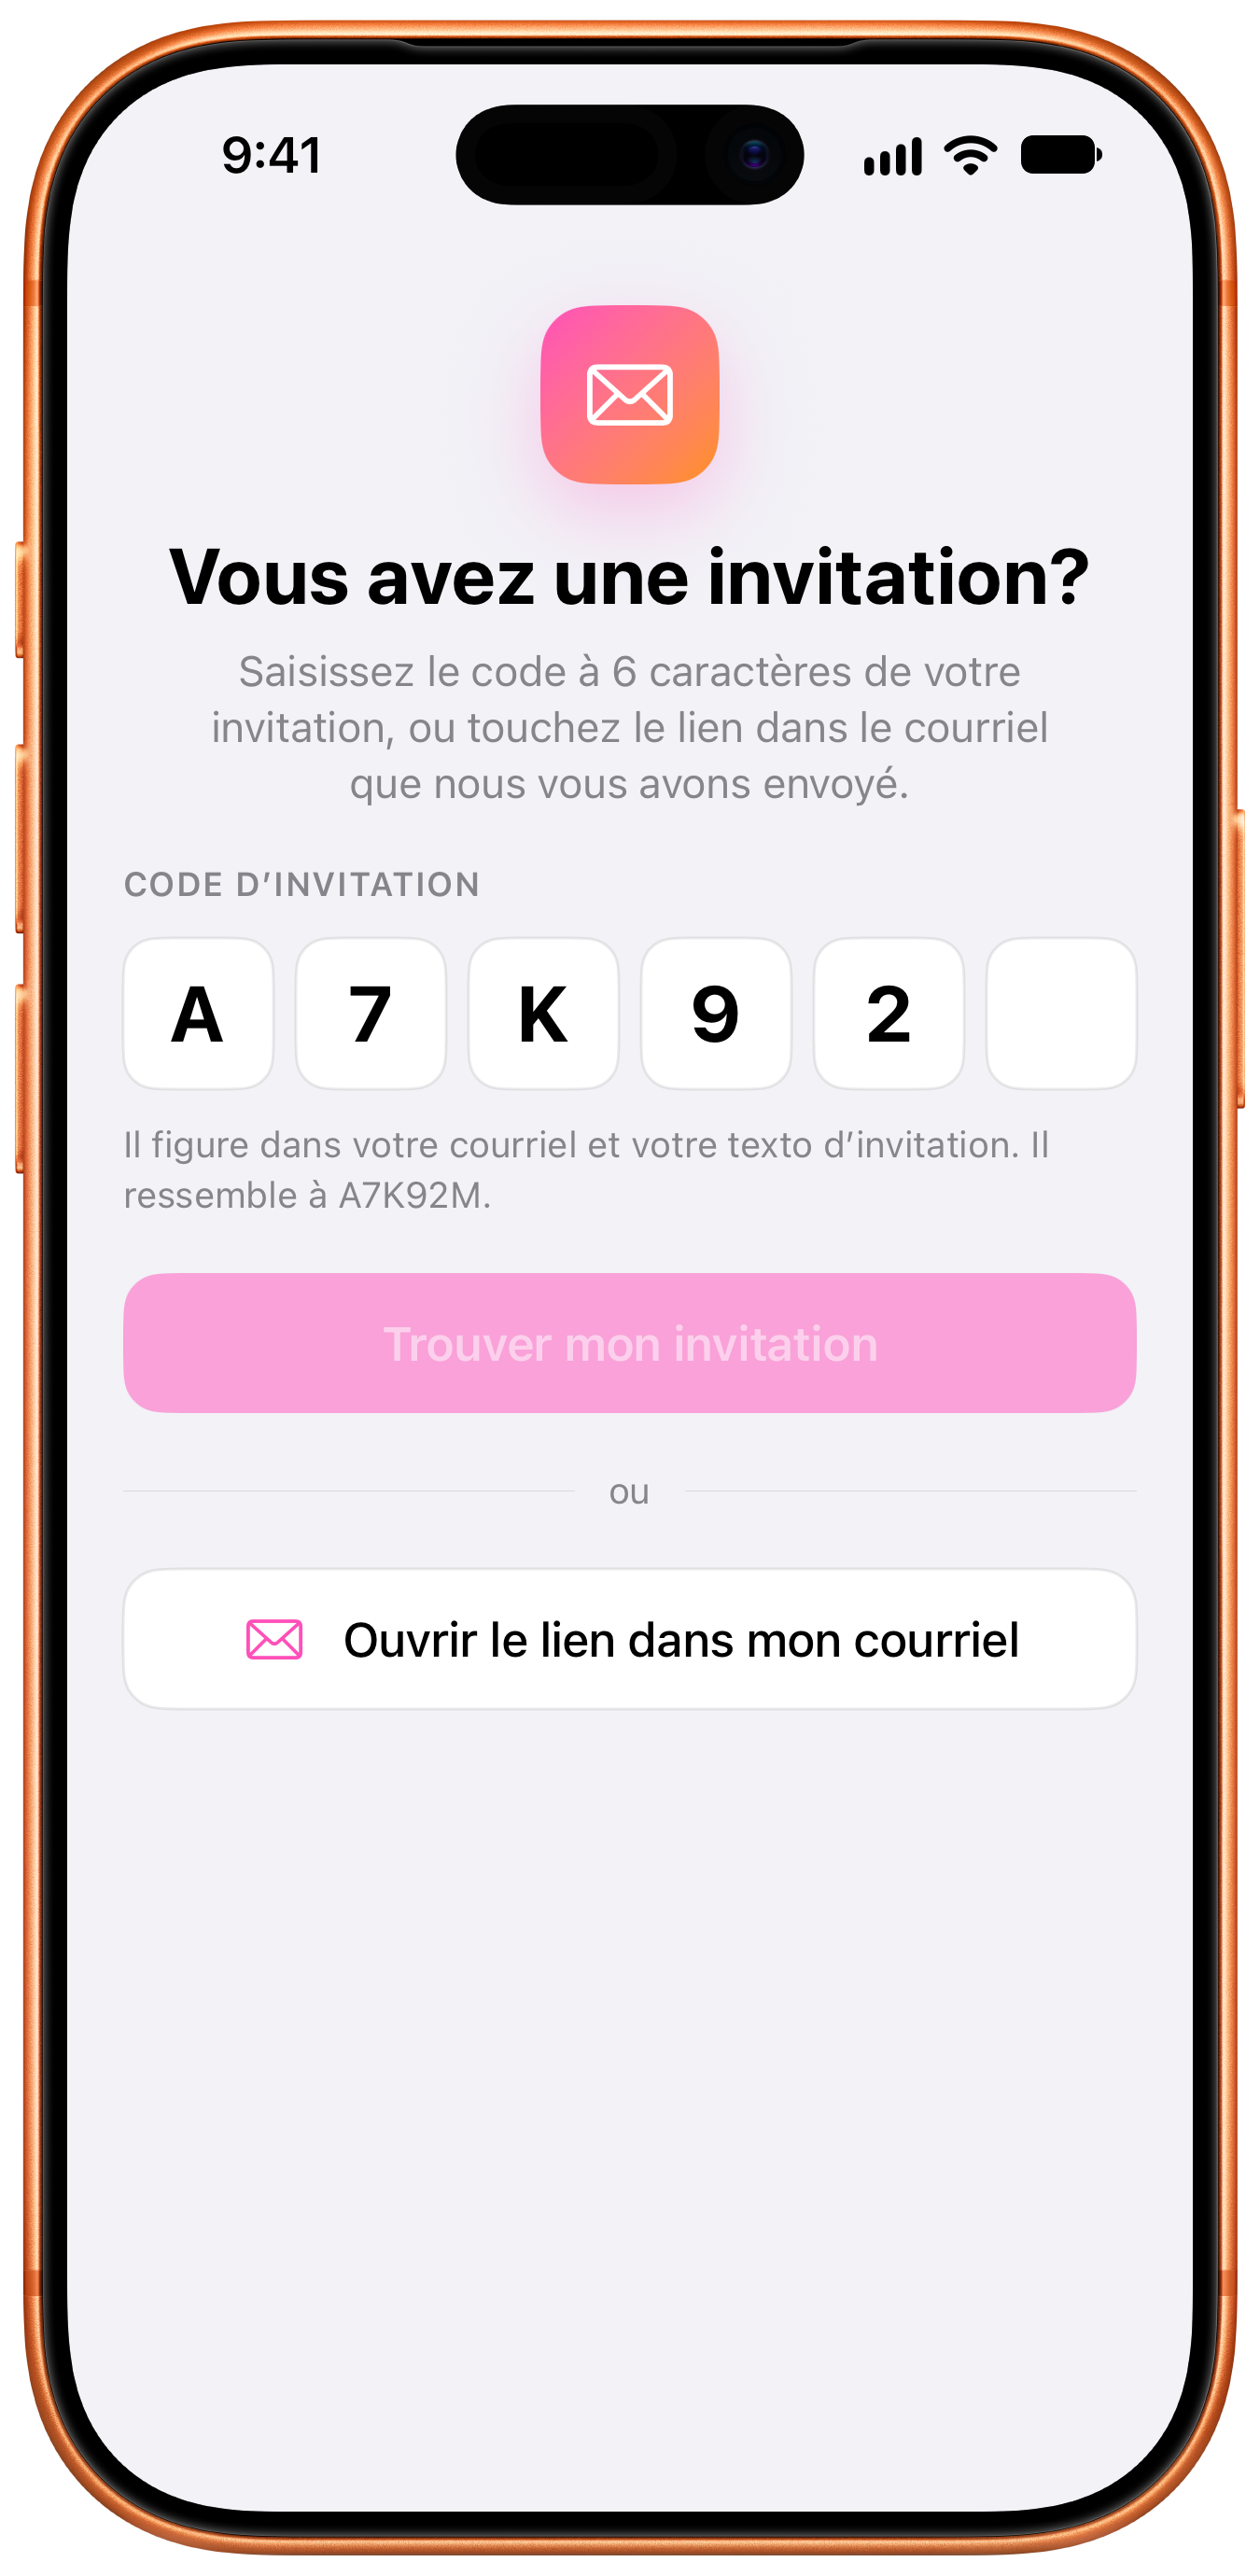 9:41
Vous avez une invitation?
Saisissez le code à 6 caractères de votre
invitation, ou touchez le lien dans le courriel
que nous vous avons envoyé.
CODE D’INVITATION
A 7 K 9 2
Il figure dans votre courriel et votre texto d’invitation. Il
ressemble à A7K92M.
Trouver mon invitation
ou
Ouvrir le lien dans mon courriel